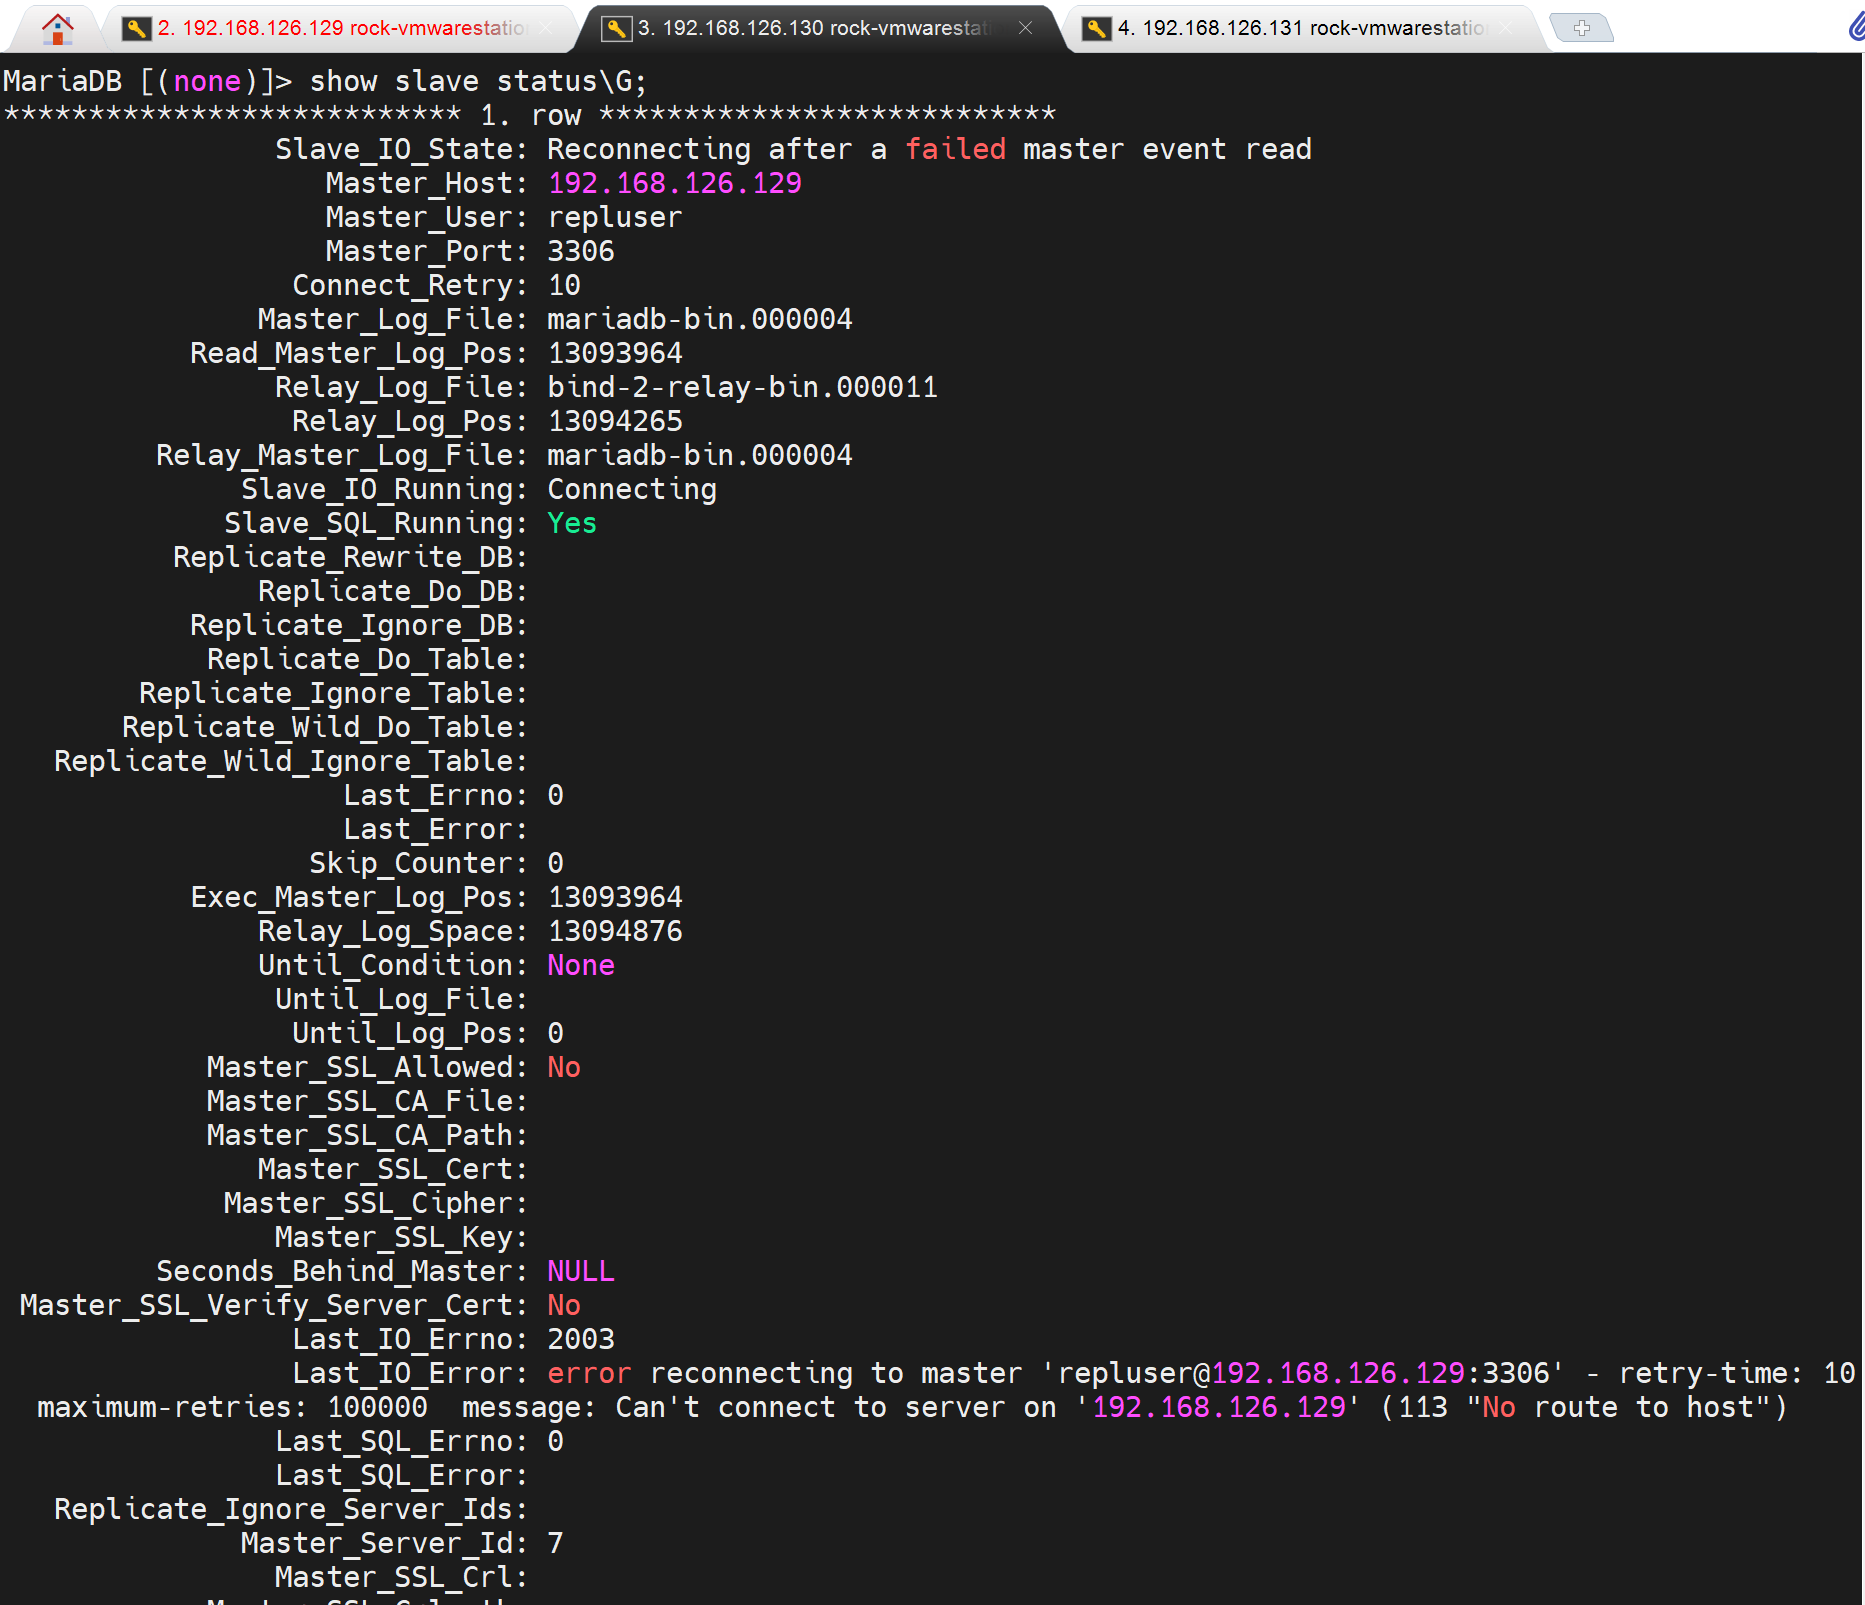 2. 192.168.126.129 rock-vmwarestatio
3. 192.168.126.130 rock-vmwarestati
4. 192.168.126.131 rock-vmwarestatio
MariaDB [(none)]> show slave status\G;
*************************** 1. row ***************************
Slave_IO_State: Reconnecting after a failed master event read
Master_Host: 192.168.126.129
Master_User: repluser
Master_Port: 3306
Connect_Retry: 10
Master_Log_File: mariadb-bin.000004
Read_Master_Log_Pos: 13093964
Relay_Log_File: bind-2-relay-bin.000011
Relay_Log_Pos: 13094265
Relay_Master_Log_File: mariadb-bin.000004
Slave_IO_Running: Connecting
Slave_SQL_Running: Yes
Replicate_Rewrite_DB:
Replicate_Do_DB:
Replicate_Ignore_DB:
Replicate_Do_Table:
Replicate_Ignore_Table:
Replicate_Wild_Do_Table:
Replicate_Wild_Ignore_Table:
Last_Errno: 0
Last_Error:
Skip_Counter: 0
Exec_Master_Log_Pos: 13093964
Relay_Log_Space: 13094876
Until_Condition: None
Until_Log_File:
Until_Log_Pos: 0
Master_SSL_Allowed: No
Master_SSL_CA_File:
Master_SSL_CA_Path:
Master_SSL_Cert:
Master_SSL_Cipher:
Master_SSL_Key:
Seconds_Behind_Master: NULL
Master_SSL_Verify_Server_Cert: No
Last_IO_Errno: 2003
Last_IO_Error: error reconnecting to master 'repluser@192.168.126.129:3306' - retry-time: 10
maximum-retries: 100000  message: Can't connect to server on '192.168.126.129' (113 "No route to host")
Last_SQL_Errno: 0
Last_SQL_Error:
Replicate_Ignore_Server_Ids:
Master_Server_Id: 7
Master_SSL_Crl: